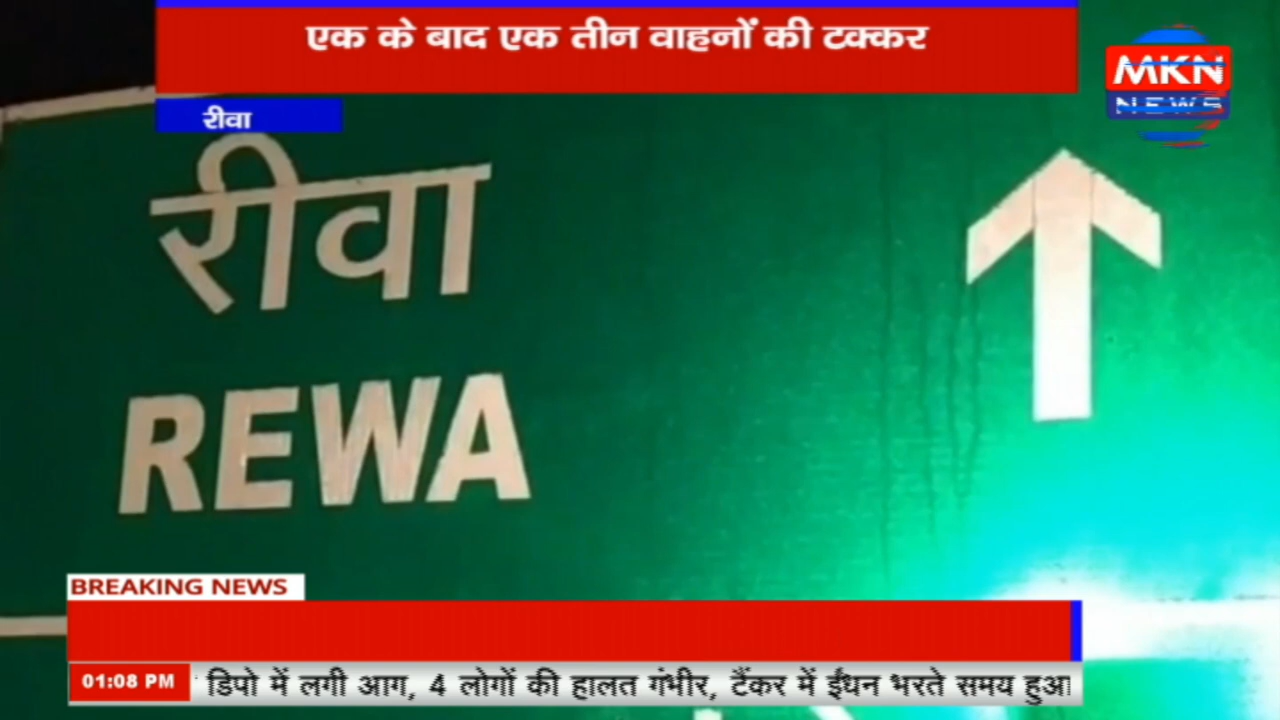 एक के बाद एक तीन वाहनों की टक्कर
MKN
NEWS
रीवा
रीवा
REWA
BREAKING NEWS
01:08 PM
डिपो में लगी आग, 4 लोगों की हालत गंभीर, टैंकर में ईंधन भरते समय हुआ